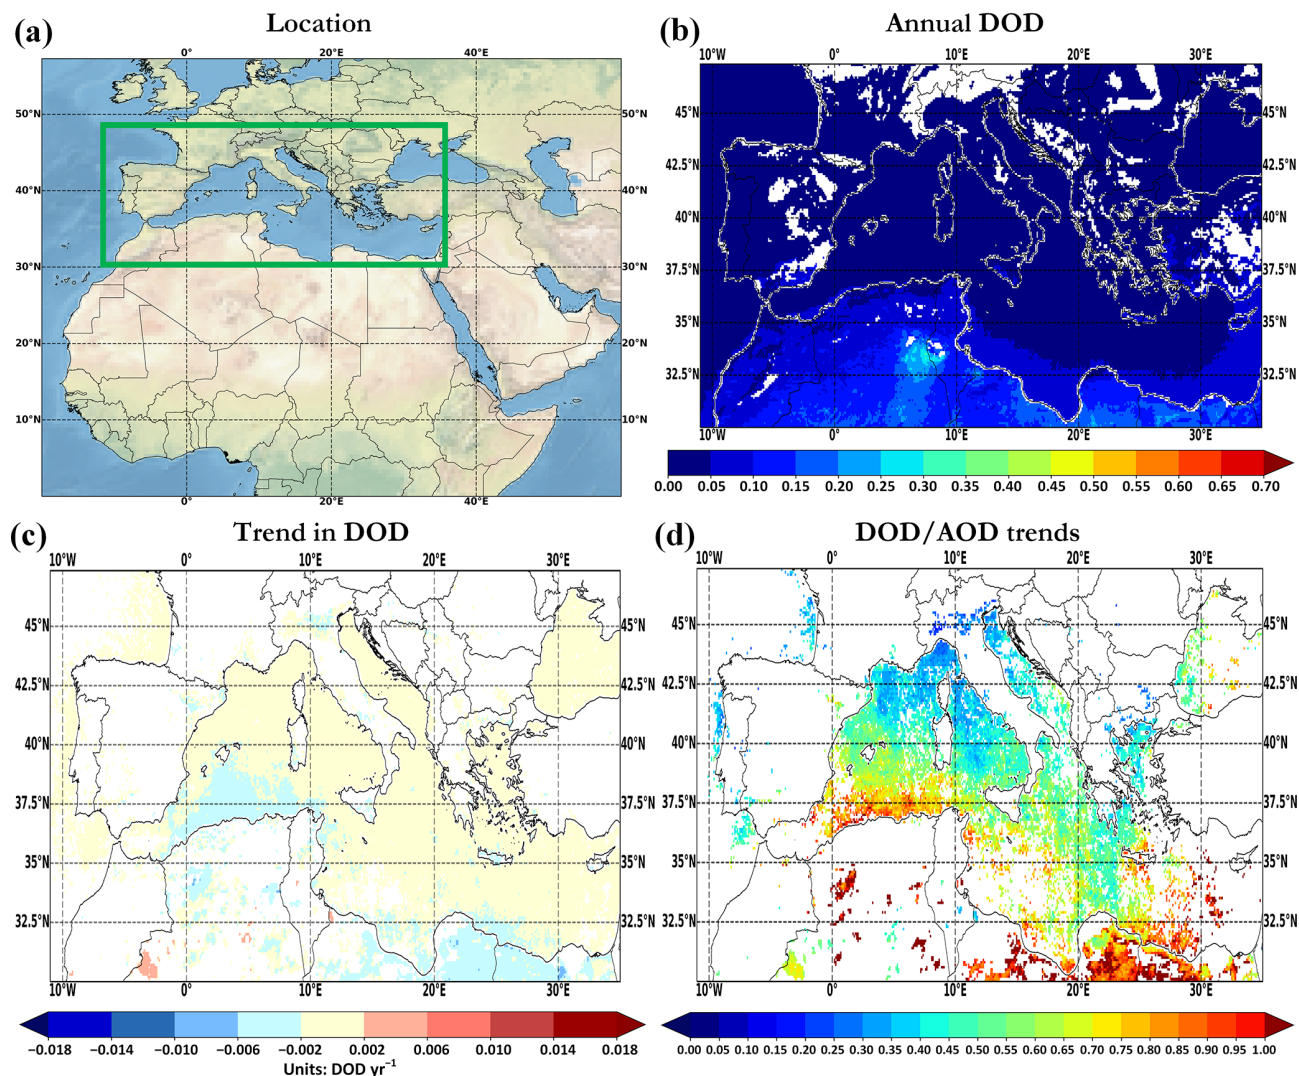 (a) Location
0° 20°E 40°E
50°N
40°N
30°N
20°N
10°N
0° 20°E 40°E
(b) Annual DOD
10°W 0° 10°E 20°E 30°E
45°N 45°N
42.5°N 42.5°N
40°N 40°N
37.5°N 37.5°N
35°N 35°N
32.5°N 32.5°N
10°W 0° 10°E 20°E 30°E
0.00 0.05 0.10 0.15 0.20 0.25 0.30 0.35 0.40 0.45 0.50 0.55 0.60 0.65 0.70
(c) Trend in DOD
10°W 0° 10°E 20°E 30°E
45°N 45°N
42.5°N 42.5°N
40°N 40°N
37.5°N 37.5°N
35°N 35°N
32.5°N 32.5°N
10°W 0° 10°E 20°E 30°E
−0.018 −0.014 −0.010 −0.006 −0.002 0.002 0.006 0.010 0.014 0.018
Units: DOD yr⁻¹
(d) DOD/AOD trends
10°W 0° 10°E 20°E 30°E
45°N 45°N
42.5°N 42.5°N
40°N 40°N
37.5°N 37.5°N
35°N 35°N
32.5°N 32.5°N
10°W 0° 10°E 20°E 30°E
0.00 0.05 0.10 0.15 0.20 0.25 0.30 0.35 0.40 0.45 0.50 0.55 0.60 0.65 0.70 0.75 0.80 0.85 0.90 0.95 1.00